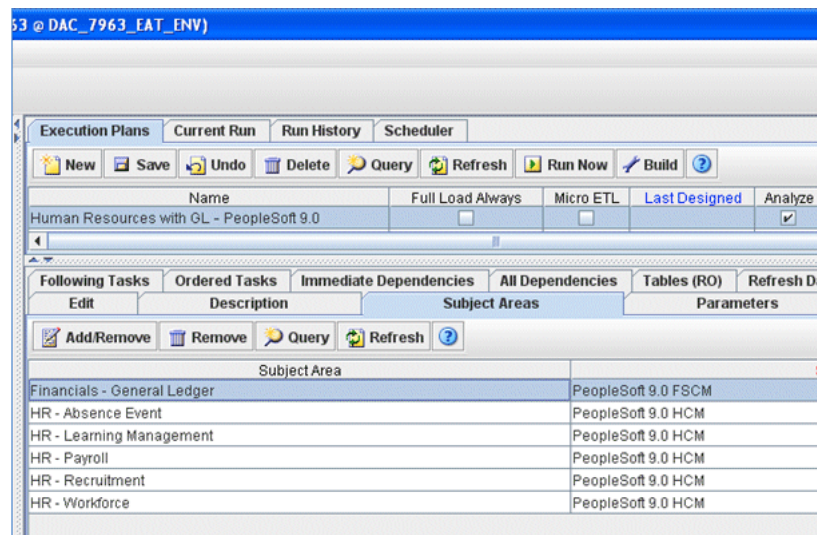 63 @ DAC_7963_EAT_ENV)
Execution Plans Current Run Run History Scheduler
New Save Undo Delete Query Refresh Run Now Build ?
Name Full Load Always Micro ETL Last Designed Analyze
Human Resources with GL - PeopleSoft 9.0
Following Tasks Ordered Tasks Immediate Dependencies All Dependencies Tables (RO) Refresh D
Edit Description Subject Areas Parameters
Add/Remove Remove Query Refresh ?
Subject Area
Financials - General Ledger PeopleSoft 9.0 FSCM
HR - Absence Event PeopleSoft 9.0 HCM
HR - Learning Management PeopleSoft 9.0 HCM
HR - Payroll PeopleSoft 9.0 HCM
HR - Recruitment PeopleSoft 9.0 HCM
HR - Workforce PeopleSoft 9.0 HCM